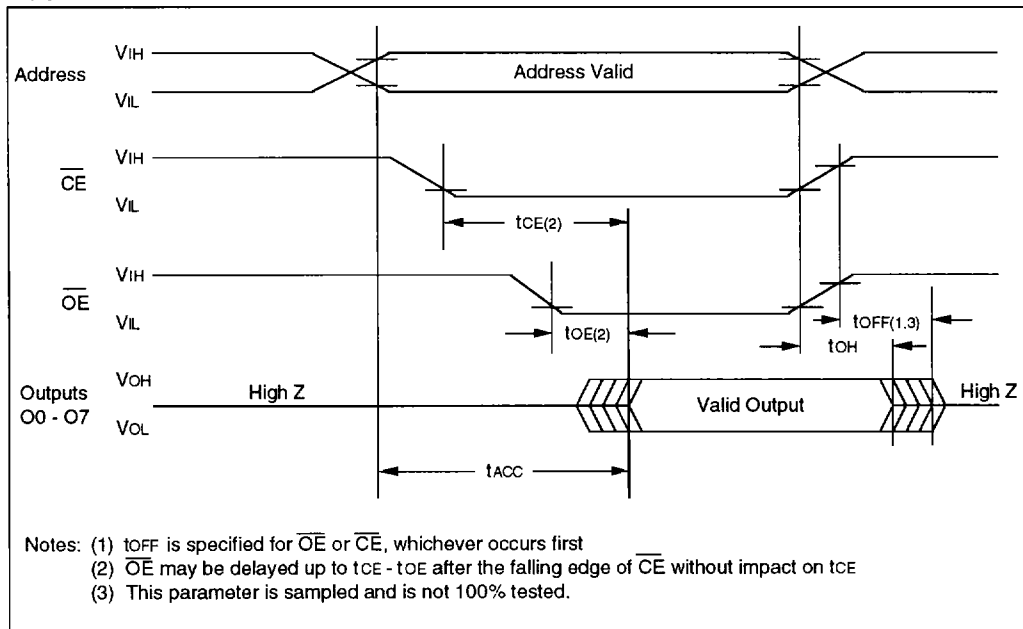 VIH
Address
Address Valid
VIL
VIH
CE
VIL
tCE(2)
VIH
OE
VIL
tOE(2)
tOFF(1,3)
tOH
VOH
Outputs
O0 - O7
High Z
Valid Output
High Z
VOL
tACC
Notes: (1) tOFF is specified for OE or CE, whichever occurs first
(2) OE may be delayed up to tCE - tOE after the falling edge of CE without impact on tCE
(3) This parameter is sampled and is not 100% tested.